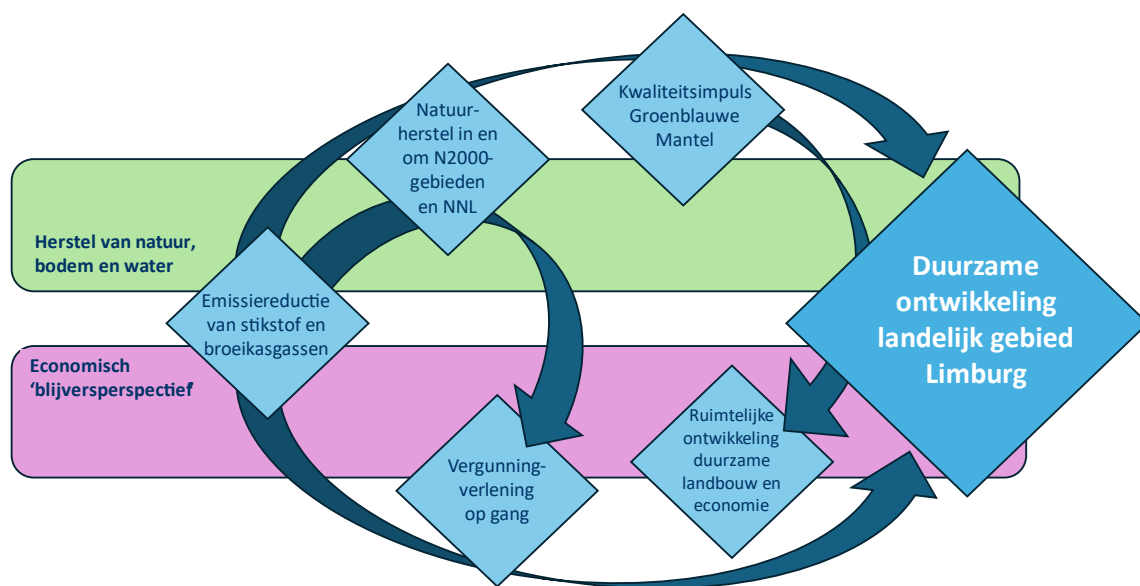 Kwaliteitsimpuls
Groenblauwe
Mantel
Natuur-
herstel in en
om N2000-
gebieden
en NNL
Herstel van natuur,
bodem en water
Emissiereductie
van stikstof en
broeikasgassen
Duurzame
ontwikkeling
landelijk gebied
Limburg
Economisch
‘blijversperspectief’
Vergunning-
verlening
op gang
Ruimtelijke
ontwikkeling
duurzame
landbouw en
economie